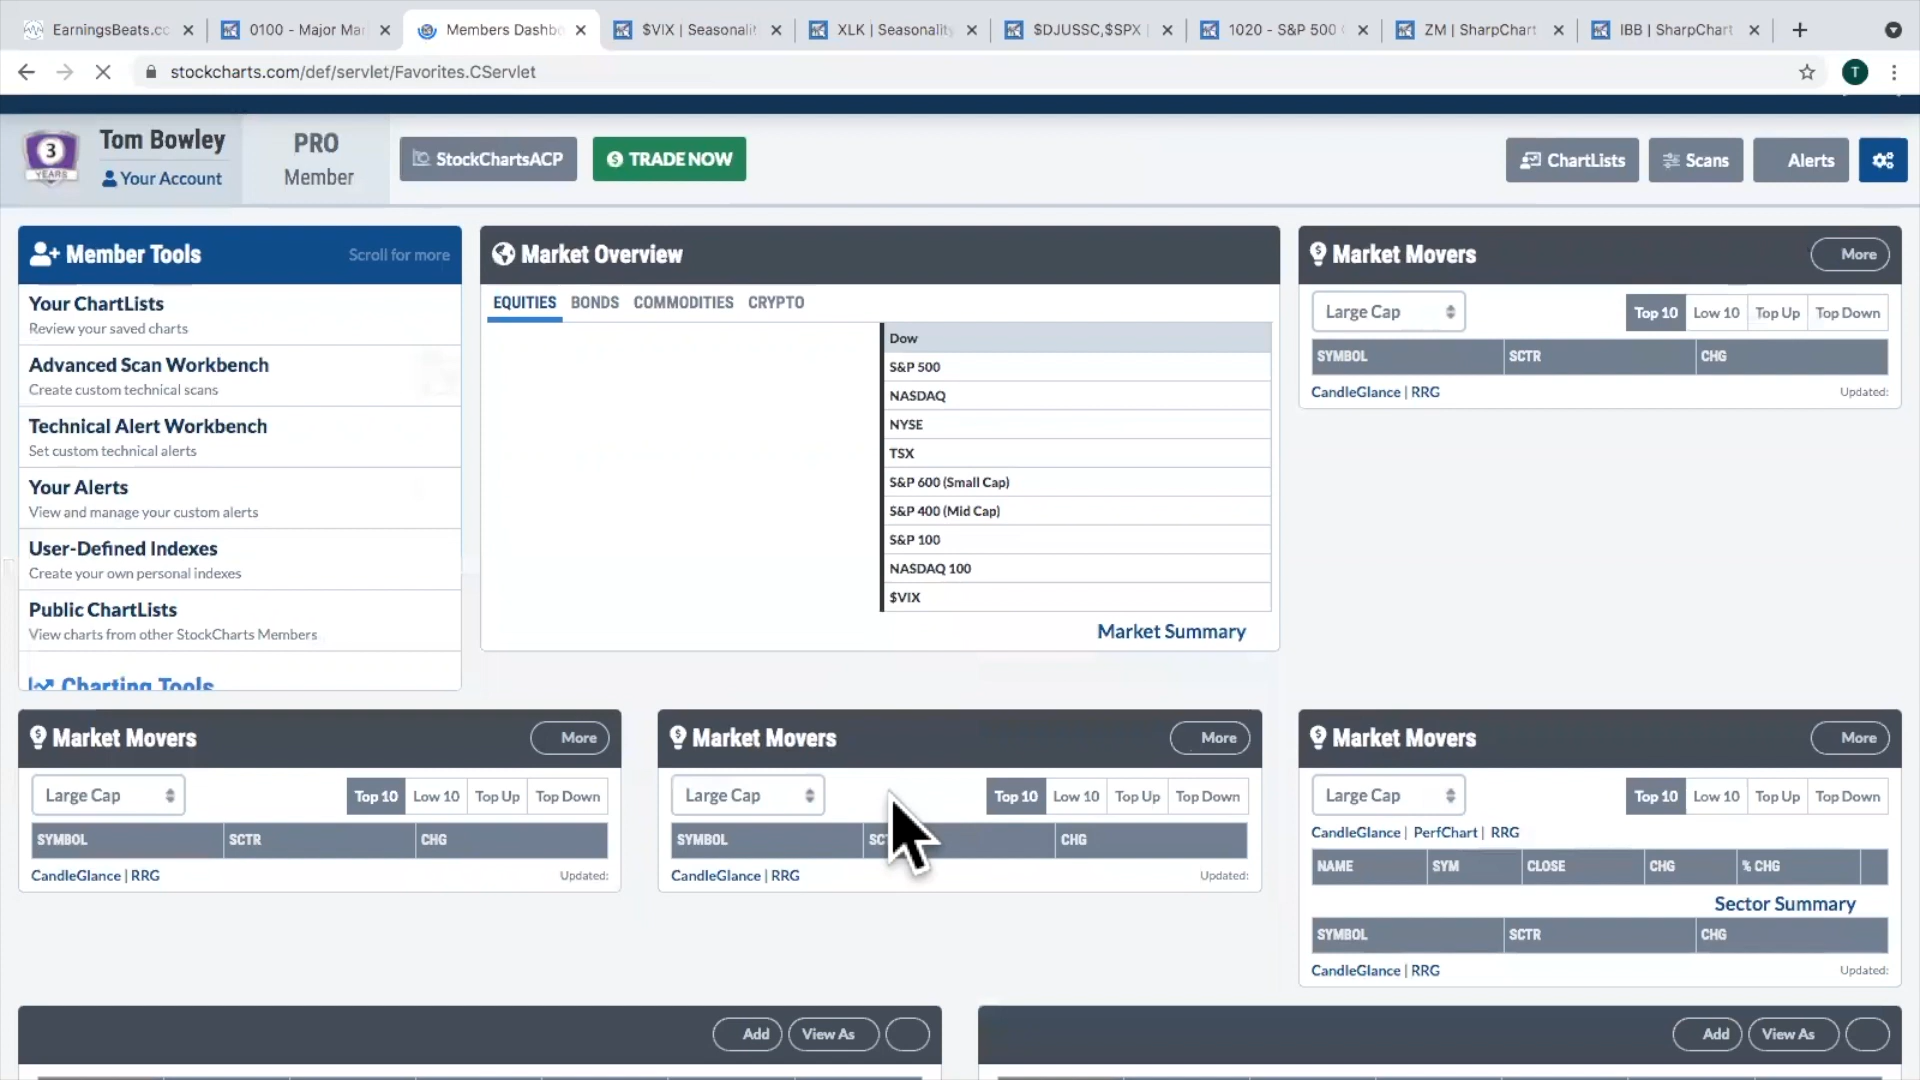 EarningsBeats.cc
0100 - Major Mar
Members Dashbo
$VIX | Seasonalit
XLK | Seasonality
$DJUSSC,$SPX |
1020 - S&P 500
ZM | SharpChart
IBB | SharpChart
stockcharts.com/def/servlet/Favorites.CServlet
T
3
YEARS
Tom Bowley
Your Account
PRO
Member
StockChartsACP
TRADE NOW
ChartLists
Scans
Alerts
Member Tools
Scroll for more
Your ChartLists
Review your saved charts
Advanced Scan Workbench
Create custom technical scans
Technical Alert Workbench
Set custom technical alerts
Your Alerts
View and manage your custom alerts
User-Defined Indexes
Create your own personal indexes
Public ChartLists
View charts from other StockCharts Members
Charting Tools
Market Overview
EQUITIES BONDS COMMODITIES CRYPTO
Dow
S&P 500
NASDAQ
NYSE
TSX
S&P 600 (Small Cap)
S&P 400 (Mid Cap)
S&P 100
NASDAQ 100
$VIX
Market Summary
Market Movers
More
Large Cap
Top 10 Low 10 Top Up Top Down
SYMBOL SCTR CHG
CandleGlance | RRG
Updated:
Market Movers
More
Large Cap
Top 10 Low 10 Top Up Top Down
SYMBOL SCTR CHG
CandleGlance | RRG
Updated:
Market Movers
More
Large Cap
Top 10 Low 10 Top Up Top Down
SYMBOL SC CHG
CandleGlance | RRG
Updated:
Market Movers
More
Large Cap
Top 10 Low 10 Top Up Top Down
CandleGlance | PerfChart | RRG
NAME SYM CLOSE CHG % CHG
Sector Summary
SYMBOL SCTR CHG
CandleGlance | RRG
Updated:
Add View As
Add View As